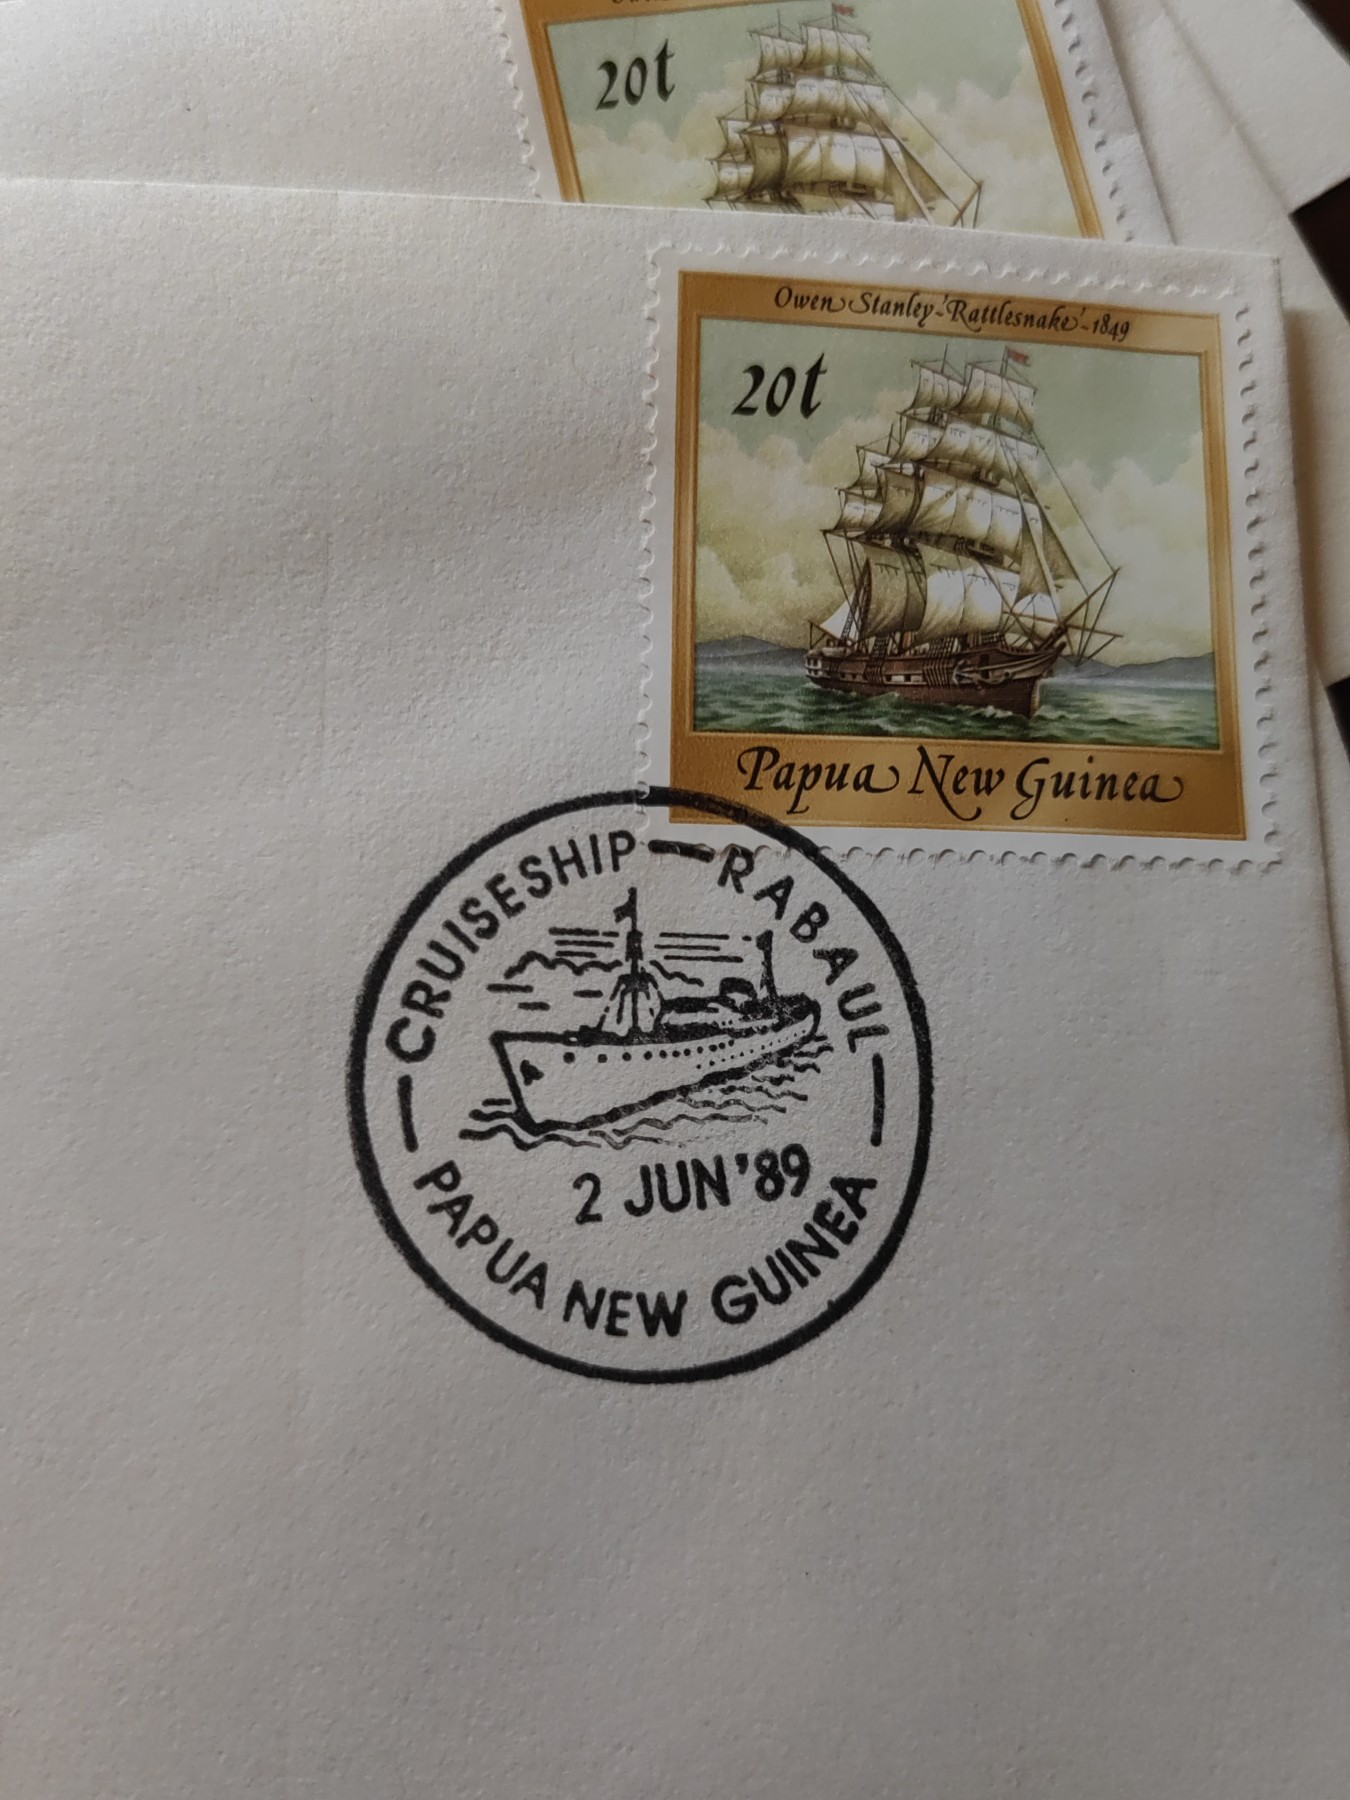 20t
Owen Stanley-'Rattlesnake'-1849
20t
Papua New Guinea
CRUISESHIP — RABAUL
2 JUN '89
PAPUA NEW GUINEA